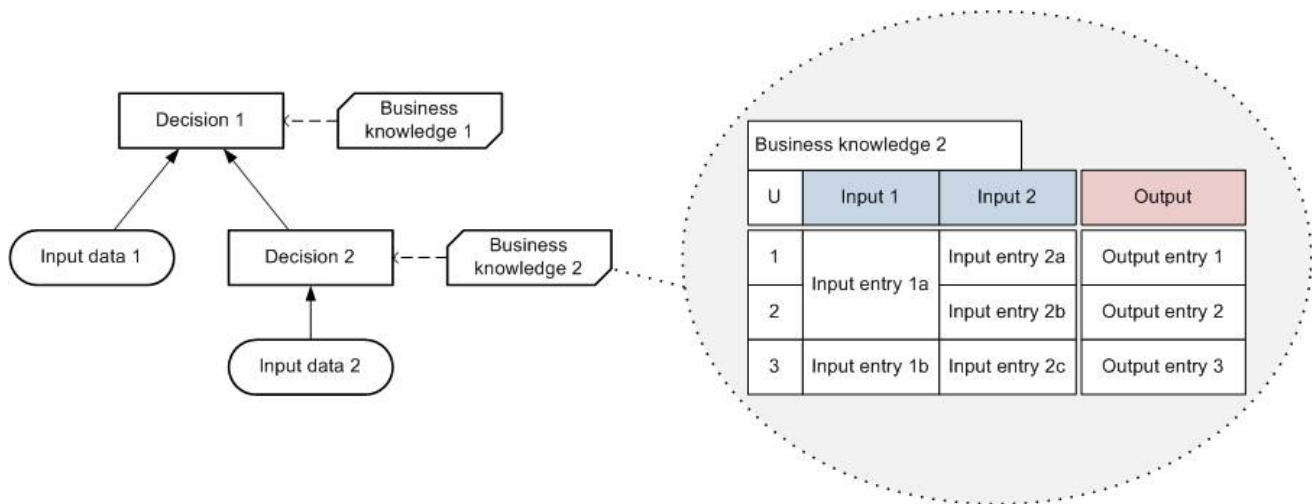 Decision 1
Business
knowledge 1
Input data 1
Decision 2
Business
knowledge 2
Input data 2
Business knowledge 2
U Input 1 Input 2 Output
1 Input entry 1a Input entry 2a Output entry 1
2 Input entry 2b Output entry 2
3 Input entry 1b Input entry 2c Output entry 3